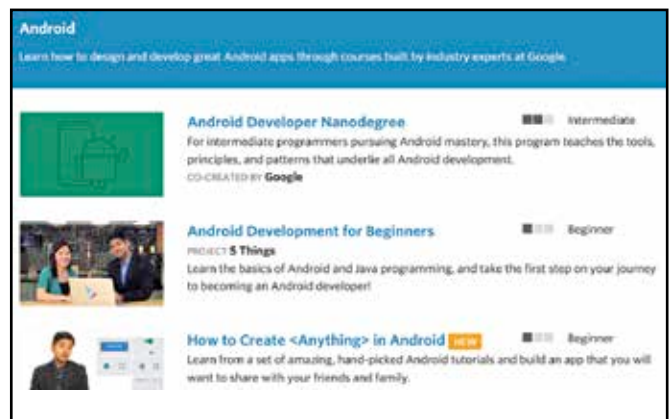 Android
Learn how to design and develop great Android apps through courses built by industry experts at Google.
Android Developer Nanodegree
Intermediate
For intermediate programmers pursuing Android mastery, this program teaches the tools,
principles, and patterns that underlie all Android development.
CO-CREATED BY Google
Android Development for Beginners
Beginner
PROJECT 5 Things
Learn the basics of Android and Java programming, and take the first step on your journey
to becoming an Android developer!
How to Create <Anything> in Android NEW
Beginner
Learn from a set of amazing, hand-picked Android tutorials and build an app that you will
want to share with your friends and family.